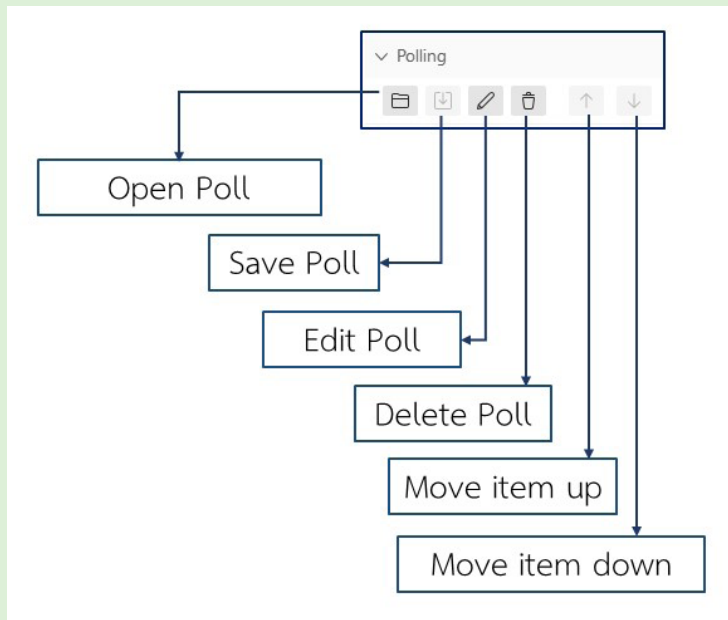 Polling
Open Poll
Save Poll
Edit Poll
Delete Poll
Move item up
Move item down